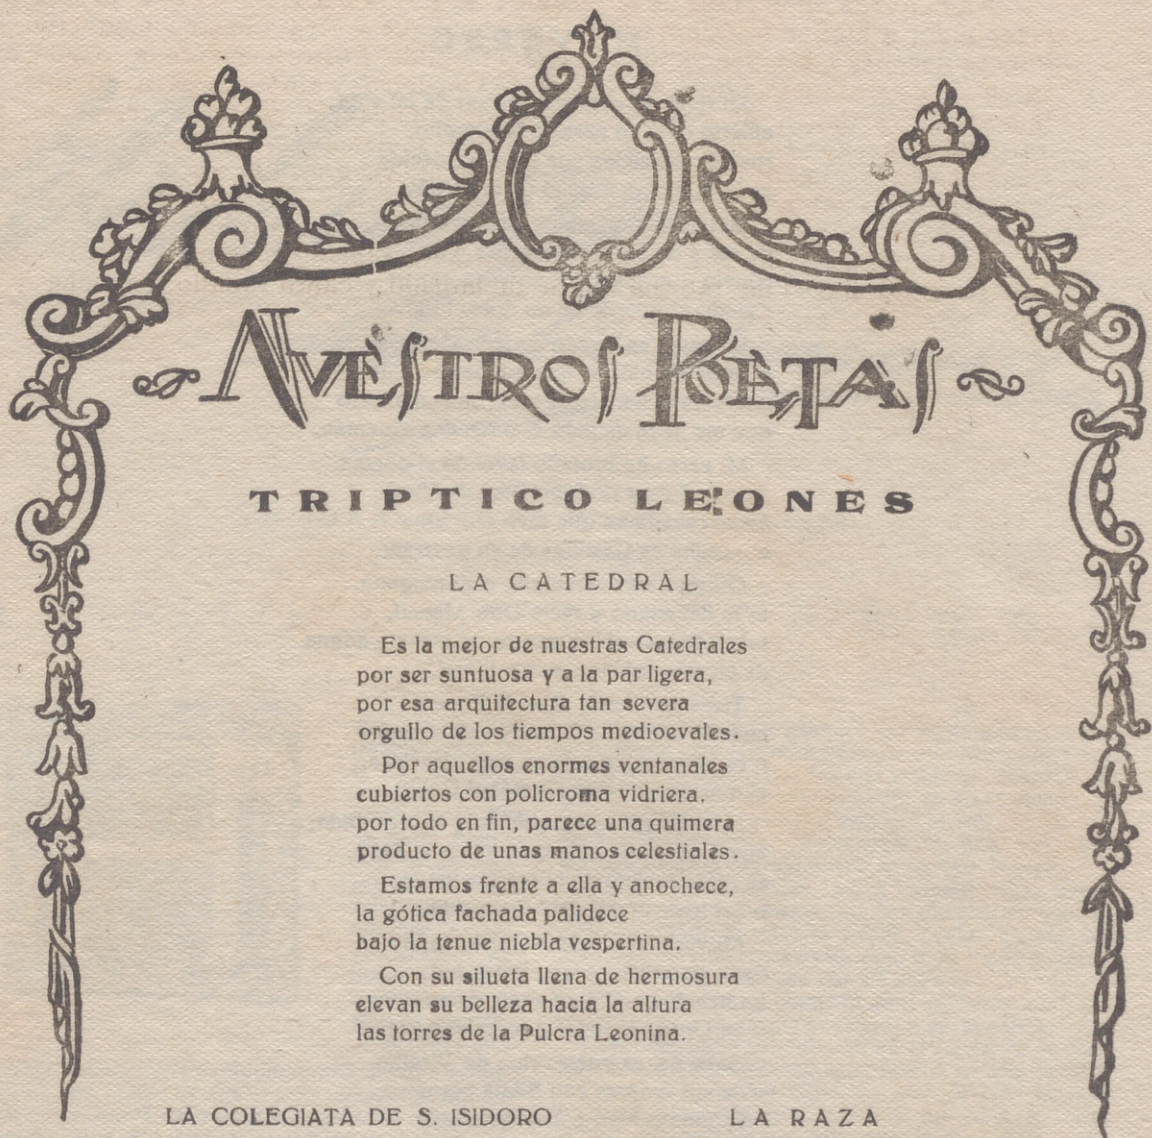 NVESTROS POETAS
TRIPTICO LEONES
LA CATEDRAL
Es la mejor de nuestras Catedrales
por ser suntuosa y a la par ligera,
por esa arquitectura tan severa
orgullo de los tiempos medioevales.
Por aquellos enormes ventanales
cubiertos con policroma vidriera.
por todo en fin, parece una quimera
producto de unas manos celestiales.
Estamos frente a ella y anochece,
la gótica fachada palidece
bajo la tenue niebla vespertina.
Con su silueta llena de hermosura
elevan su belleza hacia la altura
las torres de la Pulcra Leonina.
LA COLEGIATA DE S. ISIDORO
LA RAZA